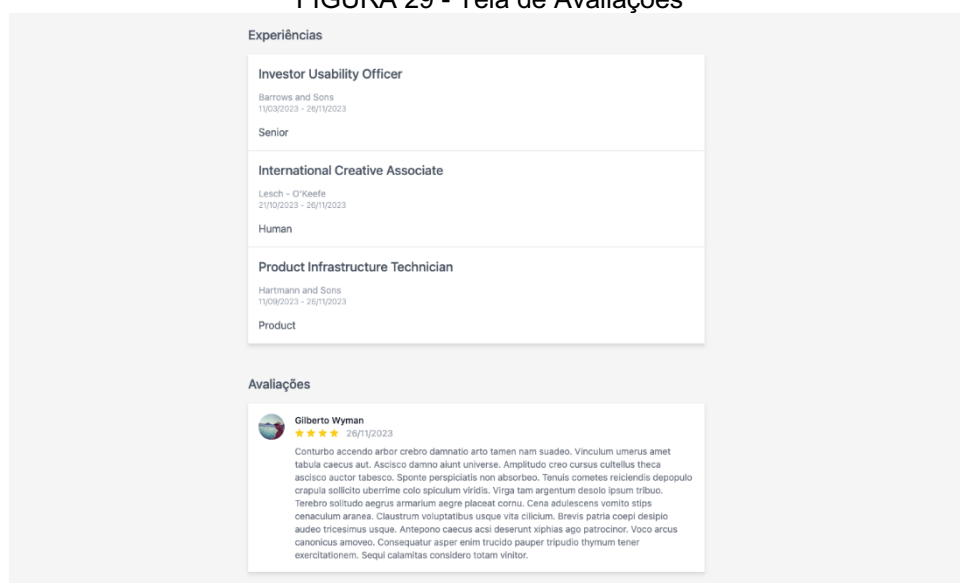 FIGURA 29 - Tela de Avaliações
Experiências
Investor Usability Officer
Barrows and Sons
11/03/2023 - 26/11/2023
Senior
International Creative Associate
Lesch - O'Keefe
21/10/2023 - 26/11/2023
Human
Product Infrastructure Technician
Hartmann and Sons
11/09/2023 - 26/11/2023
Product
Avaliações
Gilberto Wyman
26/11/2023
Conturbo accendo arbor crebro damnatio arto tamen nam suadeo. Vinculum umerus amet
tabula caecus aut. Ascisco damno aiunt universe. Amplitudo creo cursus cultellus theca
ascisco auctor tabesco. Sponte perspiciatis non absorbeo. Tenuis cometes reiciendis depopulo
crapula sollicito uberrime colo spiculum viridis. Virga tam argentum desolo ipsum tribuo.
Terebro solitudo aegrus armarium aegre placeat cornu. Cena adulescens vomito stips
cenaculum aranea. Claustrum voluptatibus usque vita cilicium. Brevis patria coepi desipio
audeo tricesimus usque. Antepono caecus acsi deserunt xiphias ago patrocinor. Voco arcus
canonicus amoveo. Consequatur asper enim trucido pauper tripudio thymum tener
exercitationem. Sequi calamitas considero totam vinitor.